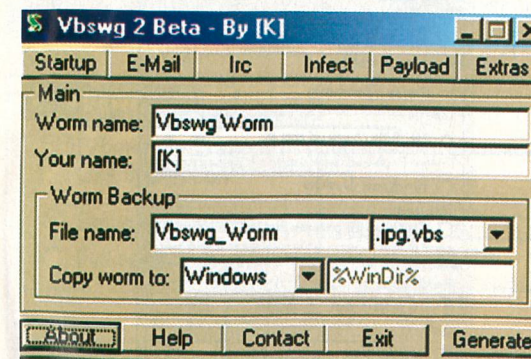 Vbswg 2 Beta - By [K]
Startup E-Mail Irc Infect Payload Extras
Main
Worm name: Vbswg Worm
Your name: [K]
Worm Backup
File name: Vbswg_Worm .jpg.vbs
Copy worm to: Windows %WinDir%
About Help Contact Exit Generate